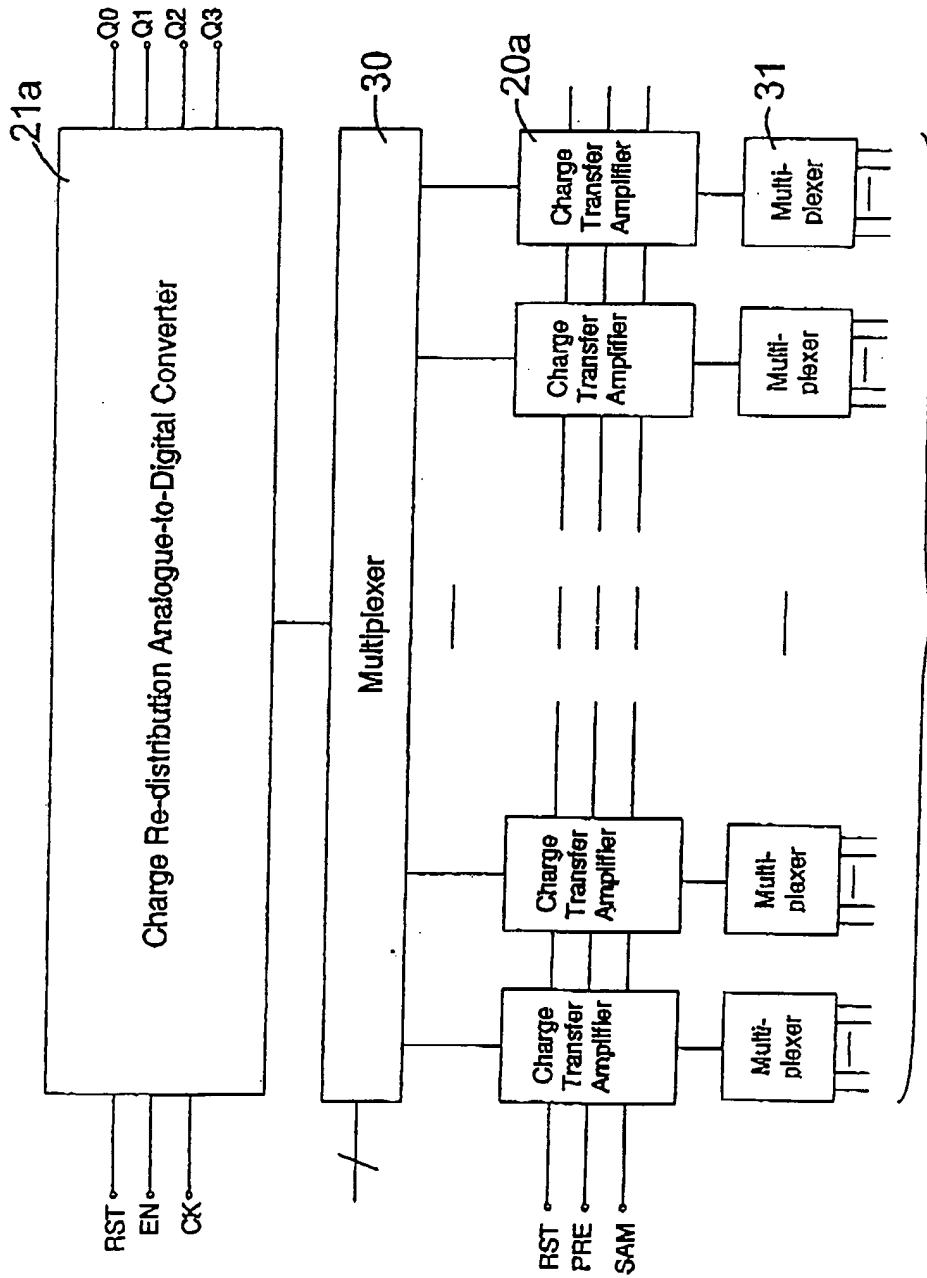 21a
Q0
Q1
Q2
Q3
Charge Re-distribution Analogue-to-Digital Converter
RST
EN
CK
30
Multiplexer
20a
Charge
Transfer
Amplifier
Charge
Transfer
Amplifier
Charge
Transfer
Amplifier
Charge
Transfer
Amplifier
RST
PRE
SAM
31
Multi-
plexer
Multi-
plexer
Multi-
plexer
Multi-
plexer